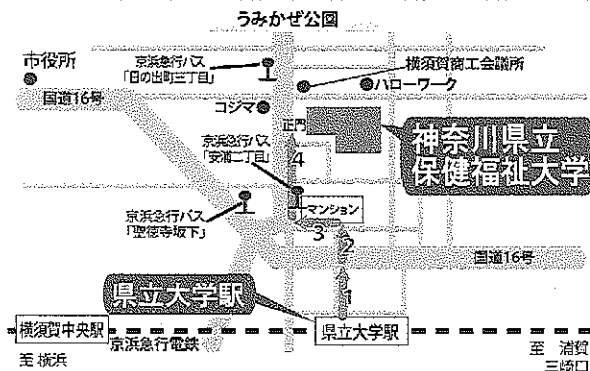 うみかぜ公園
市役所
京浜急行バス
「日の出町三丁目」
横須賀商工会議所
ハローワーク
国道16号
コジマ
正門
京浜急行バス
「安浦二丁目」
4
神奈川県立
保健福祉大学
京浜急行バス
「聖徳寺坂下」
マンション
3
2
国道16号
1
県立大学駅
横須賀中央駅
県立大学駅
至 横浜
京浜急行電鉄
至 浦賀
三崎口